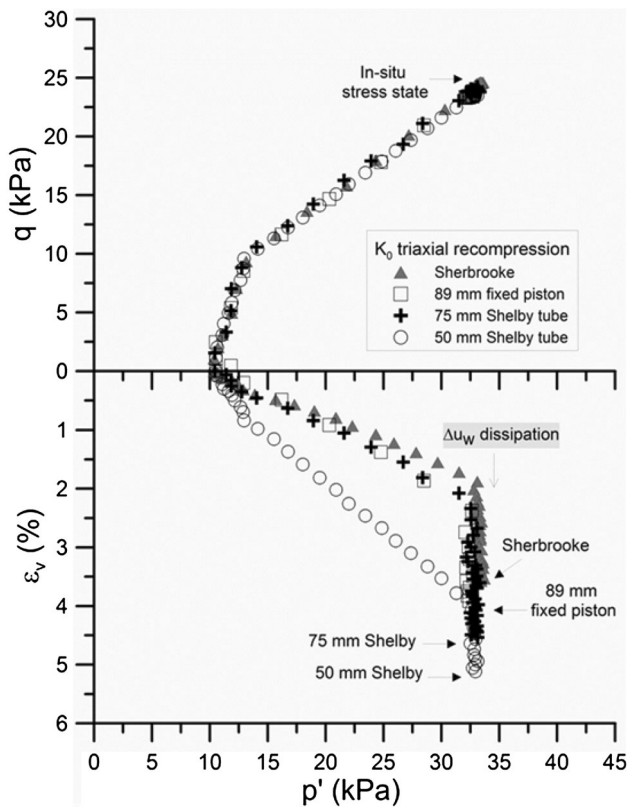 30
25
20
15
10
5
0
q (kPa)
In-situ
stress state
K₀ triaxial recompression
Sherbrooke
89 mm fixed piston
75 mm Shelby tube
50 mm Shelby tube
1
2
3
4
5
6
εᵥ (%)
Δu_W dissipation
Sherbrooke
89 mm
fixed piston
75 mm Shelby
50 mm Shelby
0 5 10 15 20 25 30 35 40 45
p' (kPa)